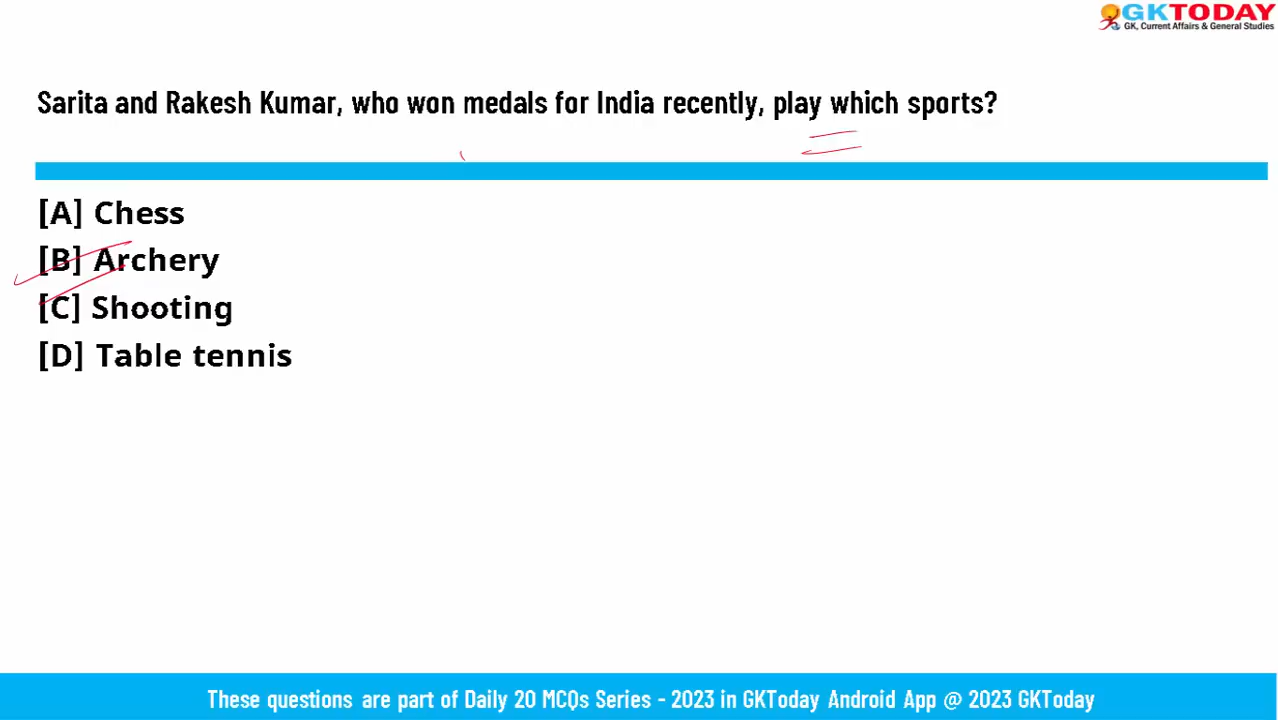 GKTODAY
GK, Current Affairs & General Studies
Sarita and Rakesh Kumar, who won medals for India recently, play which sports?
[A] Chess
[B] Archery
[C] Shooting
[D] Table tennis
These questions are part of Daily 20 MCQs Series - 2023 in GKToday Android App @ 2023 GKToday